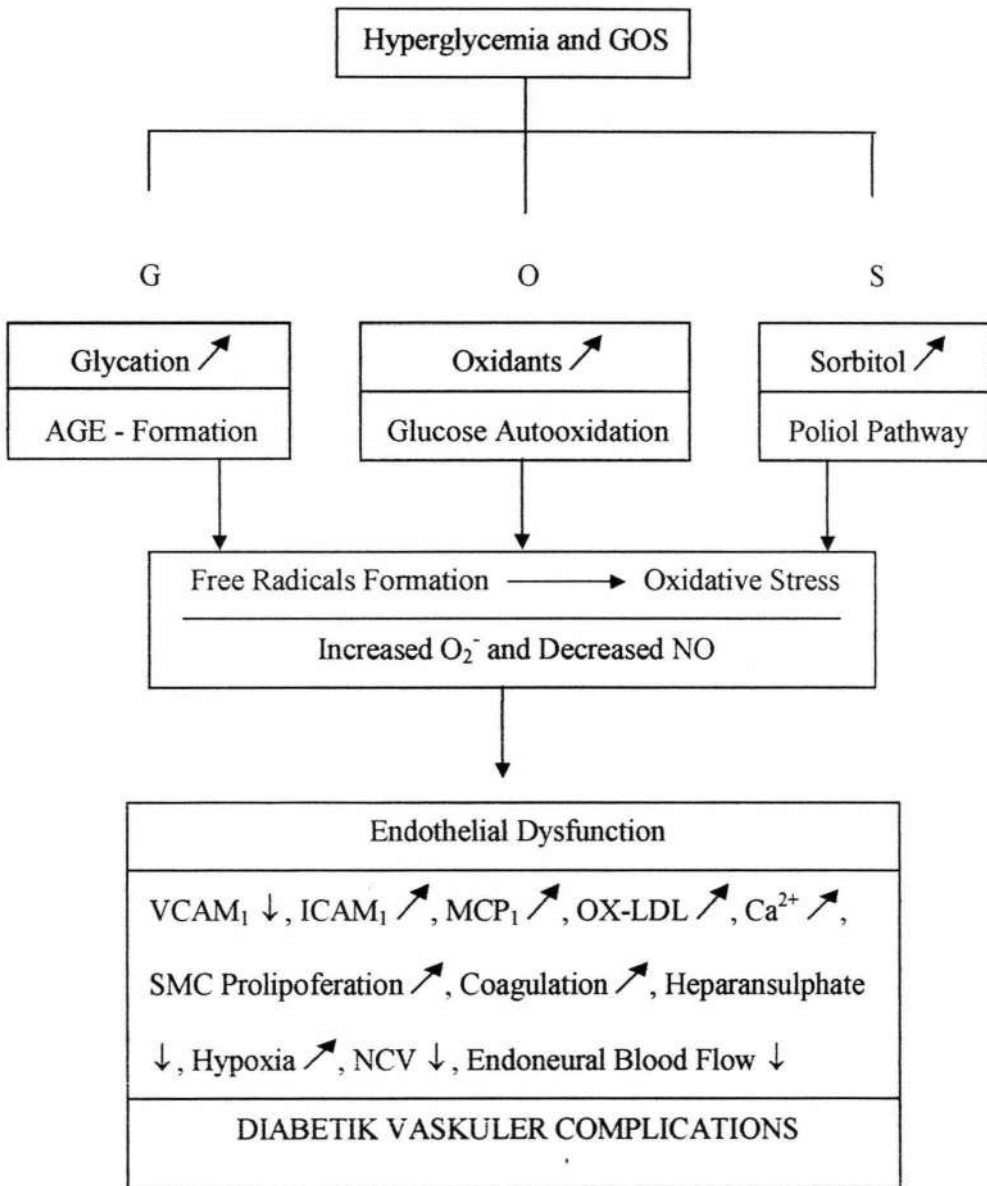 Hyperglycemia and GOS
G O S
Glycation ↗ Oxidants ↗ Sorbitol ↗
AGE - Formation Glucose Autooxidation Poliol Pathway
Free Radicals Formation → Oxidative Stress
Increased O₂⁻ and Decreased NO
Endothelial Dysfunction
VCAM₁ ↓, ICAM₁ ↗, MCP₁ ↗, OX-LDL ↗, Ca²⁺ ↗,
SMC Prolipoferation ↗, Coagulation ↗, Heparansulphate
↓, Hypoxia ↗, NCV ↓, Endoneural Blood Flow ↓
DIABETIK VASKULER COMPLICATIONS